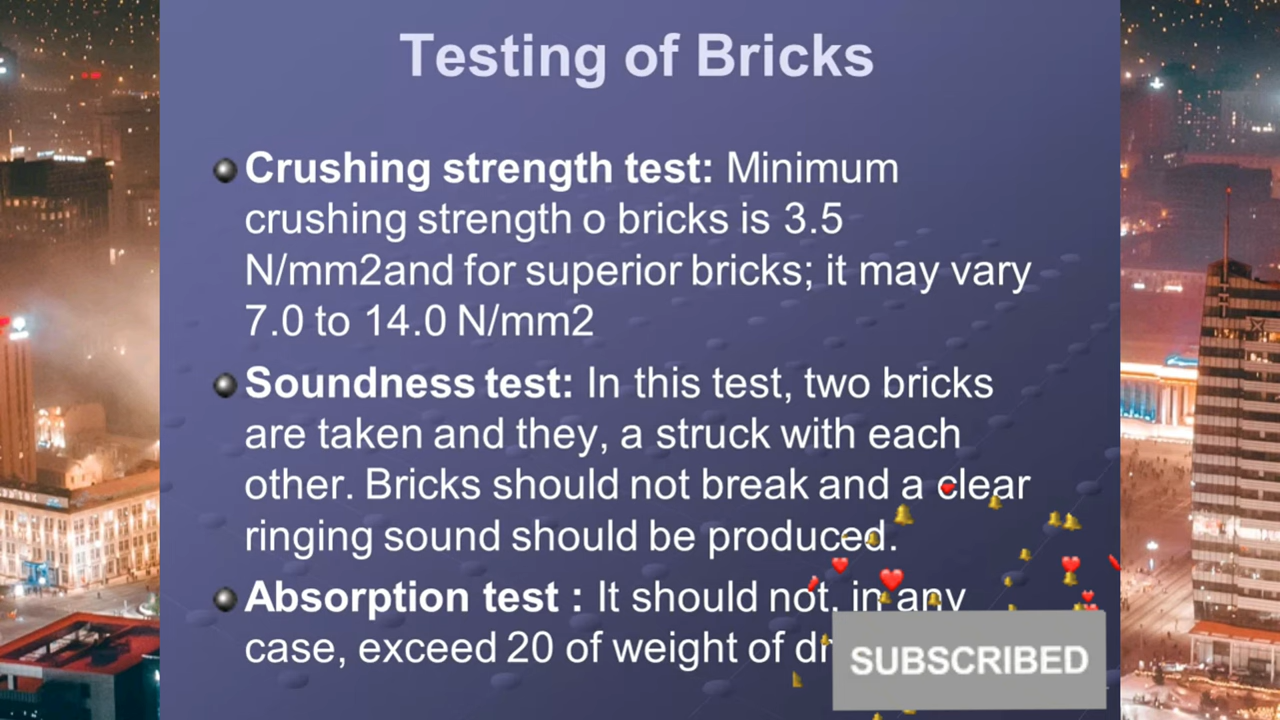 Testing of Bricks
Crushing strength test: Minimum
crushing strength o bricks is 3.5
N/mm2and for superior bricks; it may vary
7.0 to 14.0 N/mm2
Soundness test: In this test, two bricks
are taken and they, a struck with each
other. Bricks should not break and a clear
ringing sound should be produced.
Absorption test : It should not, in any
case, exceed 20 of weight of
SUBSCRIBED